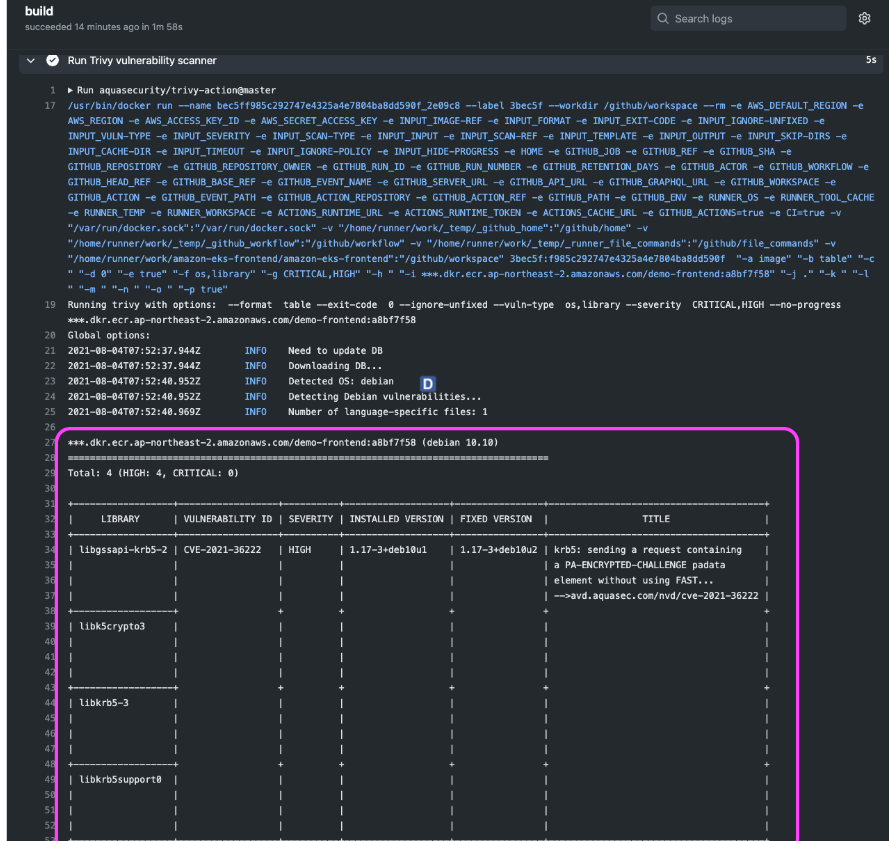 build
succeeded 14 minutes ago in 1m 58s
Search logs
Run Trivy vulnerability scanner 5s
1 Run aquasecurity/trivy-action@master
17 /usr/bin/docker run --name bec5ff985c292747e4325a4e7804ba8dd590f_2e09c8 --label 3bec5f --workdir /github/workspace --rm -e AWS_DEFAULT_REGION -e
AWS_REGION -e AWS_ACCESS_KEY_ID -e AWS_SECRET_ACCESS_KEY -e INPUT_IMAGE-REF -e INPUT_FORMAT -e INPUT_EXIT-CODE -e INPUT_IGNORE-UNFIXED -e
INPUT_VULN-TYPE -e INPUT_SEVERITY -e INPUT_SCAN-TYPE -e INPUT_INPUT -e INPUT_SCAN-REF -e INPUT_TEMPLATE -e INPUT_OUTPUT -e INPUT_SKIP-DIRS -e
INPUT_CACHE-DIR -e INPUT_TIMEOUT -e INPUT_IGNORE-POLICY -e INPUT_HIDE-PROGRESS -e HOME -e GITHUB_JOB -e GITHUB_REF -e GITHUB_SHA -e
GITHUB_REPOSITORY -e GITHUB_REPOSITORY_OWNER -e GITHUB_RUN_ID -e GITHUB_RUN_NUMBER -e GITHUB_RETENTION_DAYS -e GITHUB_ACTOR -e GITHUB_WORKFLOW -e
GITHUB_HEAD_REF -e GITHUB_BASE_REF -e GITHUB_EVENT_NAME -e GITHUB_SERVER_URL -e GITHUB_API_URL -e GITHUB_GRAPHQL_URL -e GITHUB_WORKSPACE -e
GITHUB_ACTION -e GITHUB_EVENT_PATH -e GITHUB_ACTION_REPOSITORY -e GITHUB_ACTION_REF -e GITHUB_PATH -e GITHUB_ENV -e RUNNER_OS -e RUNNER_TOOL_CACHE
-e RUNNER_TEMP -e RUNNER_WORKSPACE -e ACTIONS_RUNTIME_URL -e ACTIONS_RUNTIME_TOKEN -e ACTIONS_CACHE_URL -e GITHUB_ACTIONS=true -e CI=true -v
"/var/run/docker.sock":"/var/run/docker.sock" -v "/home/runner/work/_temp/_github_home":"/github/home" -v
"/home/runner/work/_temp/_github_workflow":"/github/workflow" -v "/home/runner/work/_temp/_runner_file_commands":"/github/file_commands" -v
"/home/runner/work/amazon-eks-frontend/amazon-eks-frontend":"/github/workspace" 3bec5f:f985c292747e4325a4e7804ba8dd590f "-a image" "-b table" "-c
" "-d 0" "-e true" "-f os,library" "-g CRITICAL,HIGH" "-h " "-i ***.dkr.ecr.ap-northeast-2.amazonaws.com/demo-frontend:a8bf7f58" "-j ." "-k " "-l
" "-m " "-n " "-o " "-p true"
19 Running trivy with options: --format table --exit-code 0 --ignore-unfixed --vuln-type os,library --severity CRITICAL,HIGH --no-progress
***.dkr.ecr.ap-northeast-2.amazonaws.com/demo-frontend:a8bf7f58
20 Global options:
21 2021-08-04T07:52:37.944Z INFO Need to update DB
22 2021-08-04T07:52:37.944Z INFO Downloading DB...
23 2021-08-04T07:52:40.952Z INFO Detected OS: debian D
24 2021-08-04T07:52:40.952Z INFO Detecting Debian vulnerabilities...
25 2021-08-04T07:52:40.969Z INFO Number of language-specific files: 1
26
27 ***.dkr.ecr.ap-northeast-2.amazonaws.com/demo-frontend:a8bf7f58 (debian 10.10)
28 ================================================================================
29 Total: 4 (HIGH: 4, CRITICAL: 0)
30
31
32 | LIBRARY | VULNERABILITY ID | SEVERITY | INSTALLED VERSION | FIXED VERSION | TITLE |
33
34 | libgssapi-krb5-2 | CVE-2021-36222 | HIGH | 1.17-3+deb10u1 | 1.17-3+deb10u2 | krb5: sending a request containing |
35 | a PA-ENCRYPTED-CHALLENGE padata |
36 | element without using FAST... |
37 | -->avd.aquasec.com/nvd/cve-2021-36222 |
38
39 | libk5crypto3 |
40
41
42
43
44 | libkrb5-3 |
45
46
47
48
49 | libkrb5support0 |
50
51
52
53